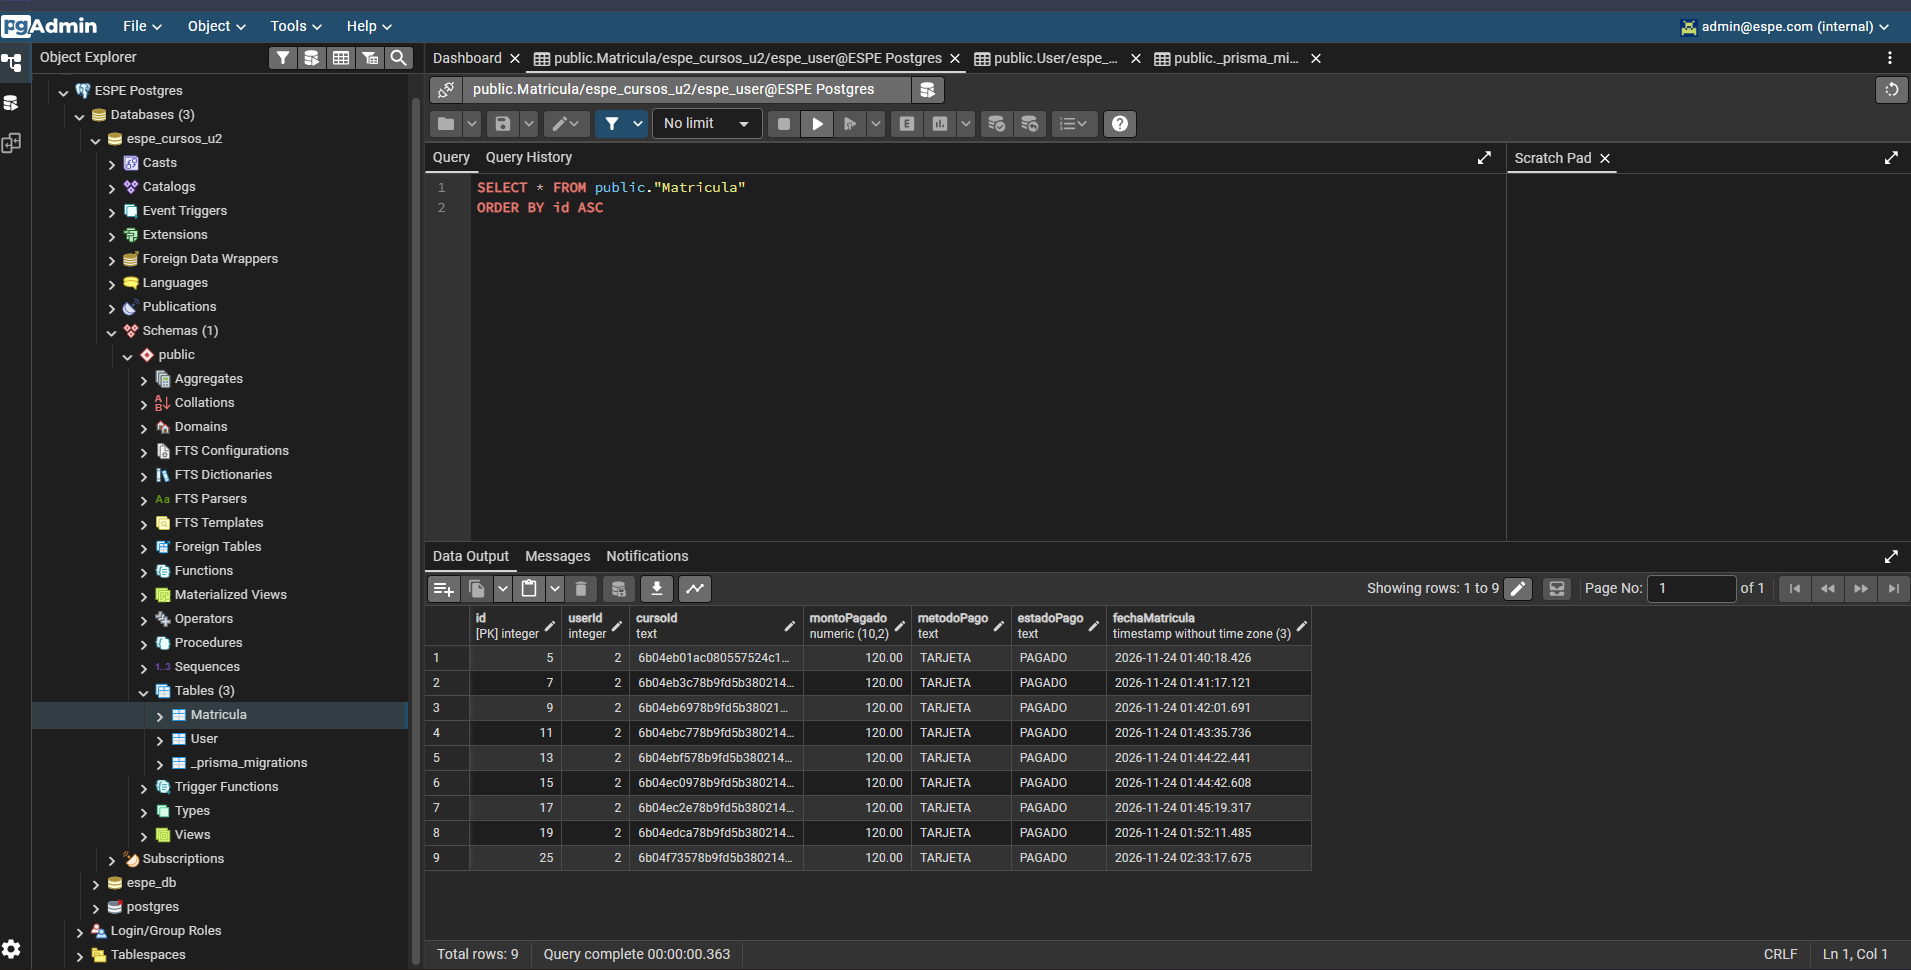 pgAdmin File Object Tools Help admin@espe.com (internal)
Object Explorer
ESPE Postgres
Databases (3)
espe_cursos_u2
Casts
Catalogs
Event Triggers
Extensions
Foreign Data Wrappers
Languages
Publications
Schemas (1)
public
Aggregates
Collations
Domains
FTS Configurations
FTS Dictionaries
Aa FTS Parsers
FTS Templates
Foreign Tables
Functions
Materialized Views
Operators
Procedures
1..3 Sequences
Tables (3)
Matricula
User
_prisma_migrations
Trigger Functions
Types
Views
Subscriptions
espe_db
postgres
Login/Group Roles
Tablespaces
Dashboard public.Matricula/espe_cursos_u2/espe_user@ESPE Postgres public.User/espe_... public._prisma_mi...
public.Matricula/espe_cursos_u2/espe_user@ESPE Postgres
No limit E
Query Query History
Scratch Pad
1 SELECT * FROM public."Matricula"
2 ORDER BY id ASC
Data Output Messages Notifications
Showing rows: 1 to 9 Page No: 1 of 1
id userId cursoId montoPagado metodoPago estadoPago fechaMatricula
[PK] integer integer text numeric (10,2) text text timestamp without time zone (3)
1 5 2 6b04eb01ac080557524c1... 120.00 TARJETA PAGADO 2026-11-24 01:40:18.426
2 7 2 6b04eb3c78b9fd5b380214... 120.00 TARJETA PAGADO 2026-11-24 01:41:17.121
3 9 2 6b04eb6978b9fd5b38021... 120.00 TARJETA PAGADO 2026-11-24 01:42:01.691
4 11 2 6b04ebc778b9fd5b380214... 120.00 TARJETA PAGADO 2026-11-24 01:43:35.736
5 13 2 6b04ebf578b9fd5b380214... 120.00 TARJETA PAGADO 2026-11-24 01:44:22.441
6 15 2 6b04ec0978b9fd5b380214... 120.00 TARJETA PAGADO 2026-11-24 01:44:42.608
7 17 2 6b04ec2e78b9fd5b380214... 120.00 TARJETA PAGADO 2026-11-24 01:45:19.317
8 19 2 6b04edca78b9fd5b380214... 120.00 TARJETA PAGADO 2026-11-24 01:52:11.485
9 25 2 6b04f73578b9fd5b380214... 120.00 TARJETA PAGADO 2026-11-24 02:33:17.675
Total rows: 9 Query complete 00:00:00.363 CRLF Ln 1, Col 1